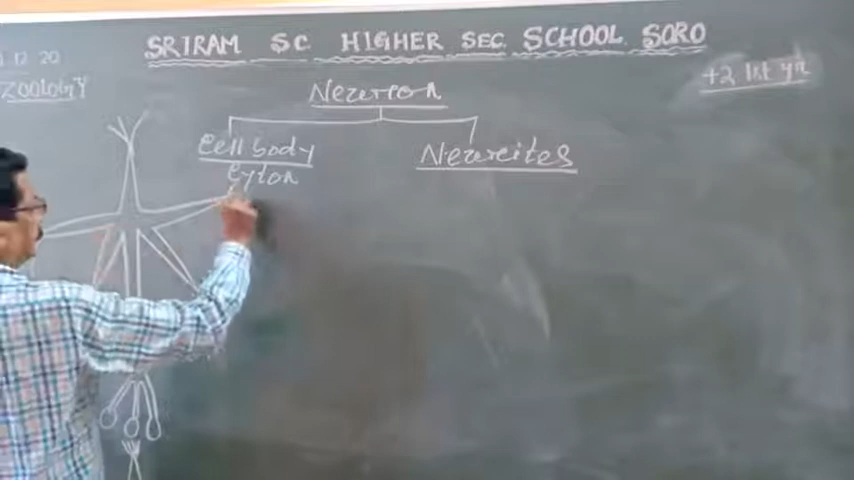 SRIRAM SC HIGHER SEC. SCHOOL SORO
12 20
ZOOLOGY
+2 1st yr
Neuron
Cell body
Cyton
Neurites